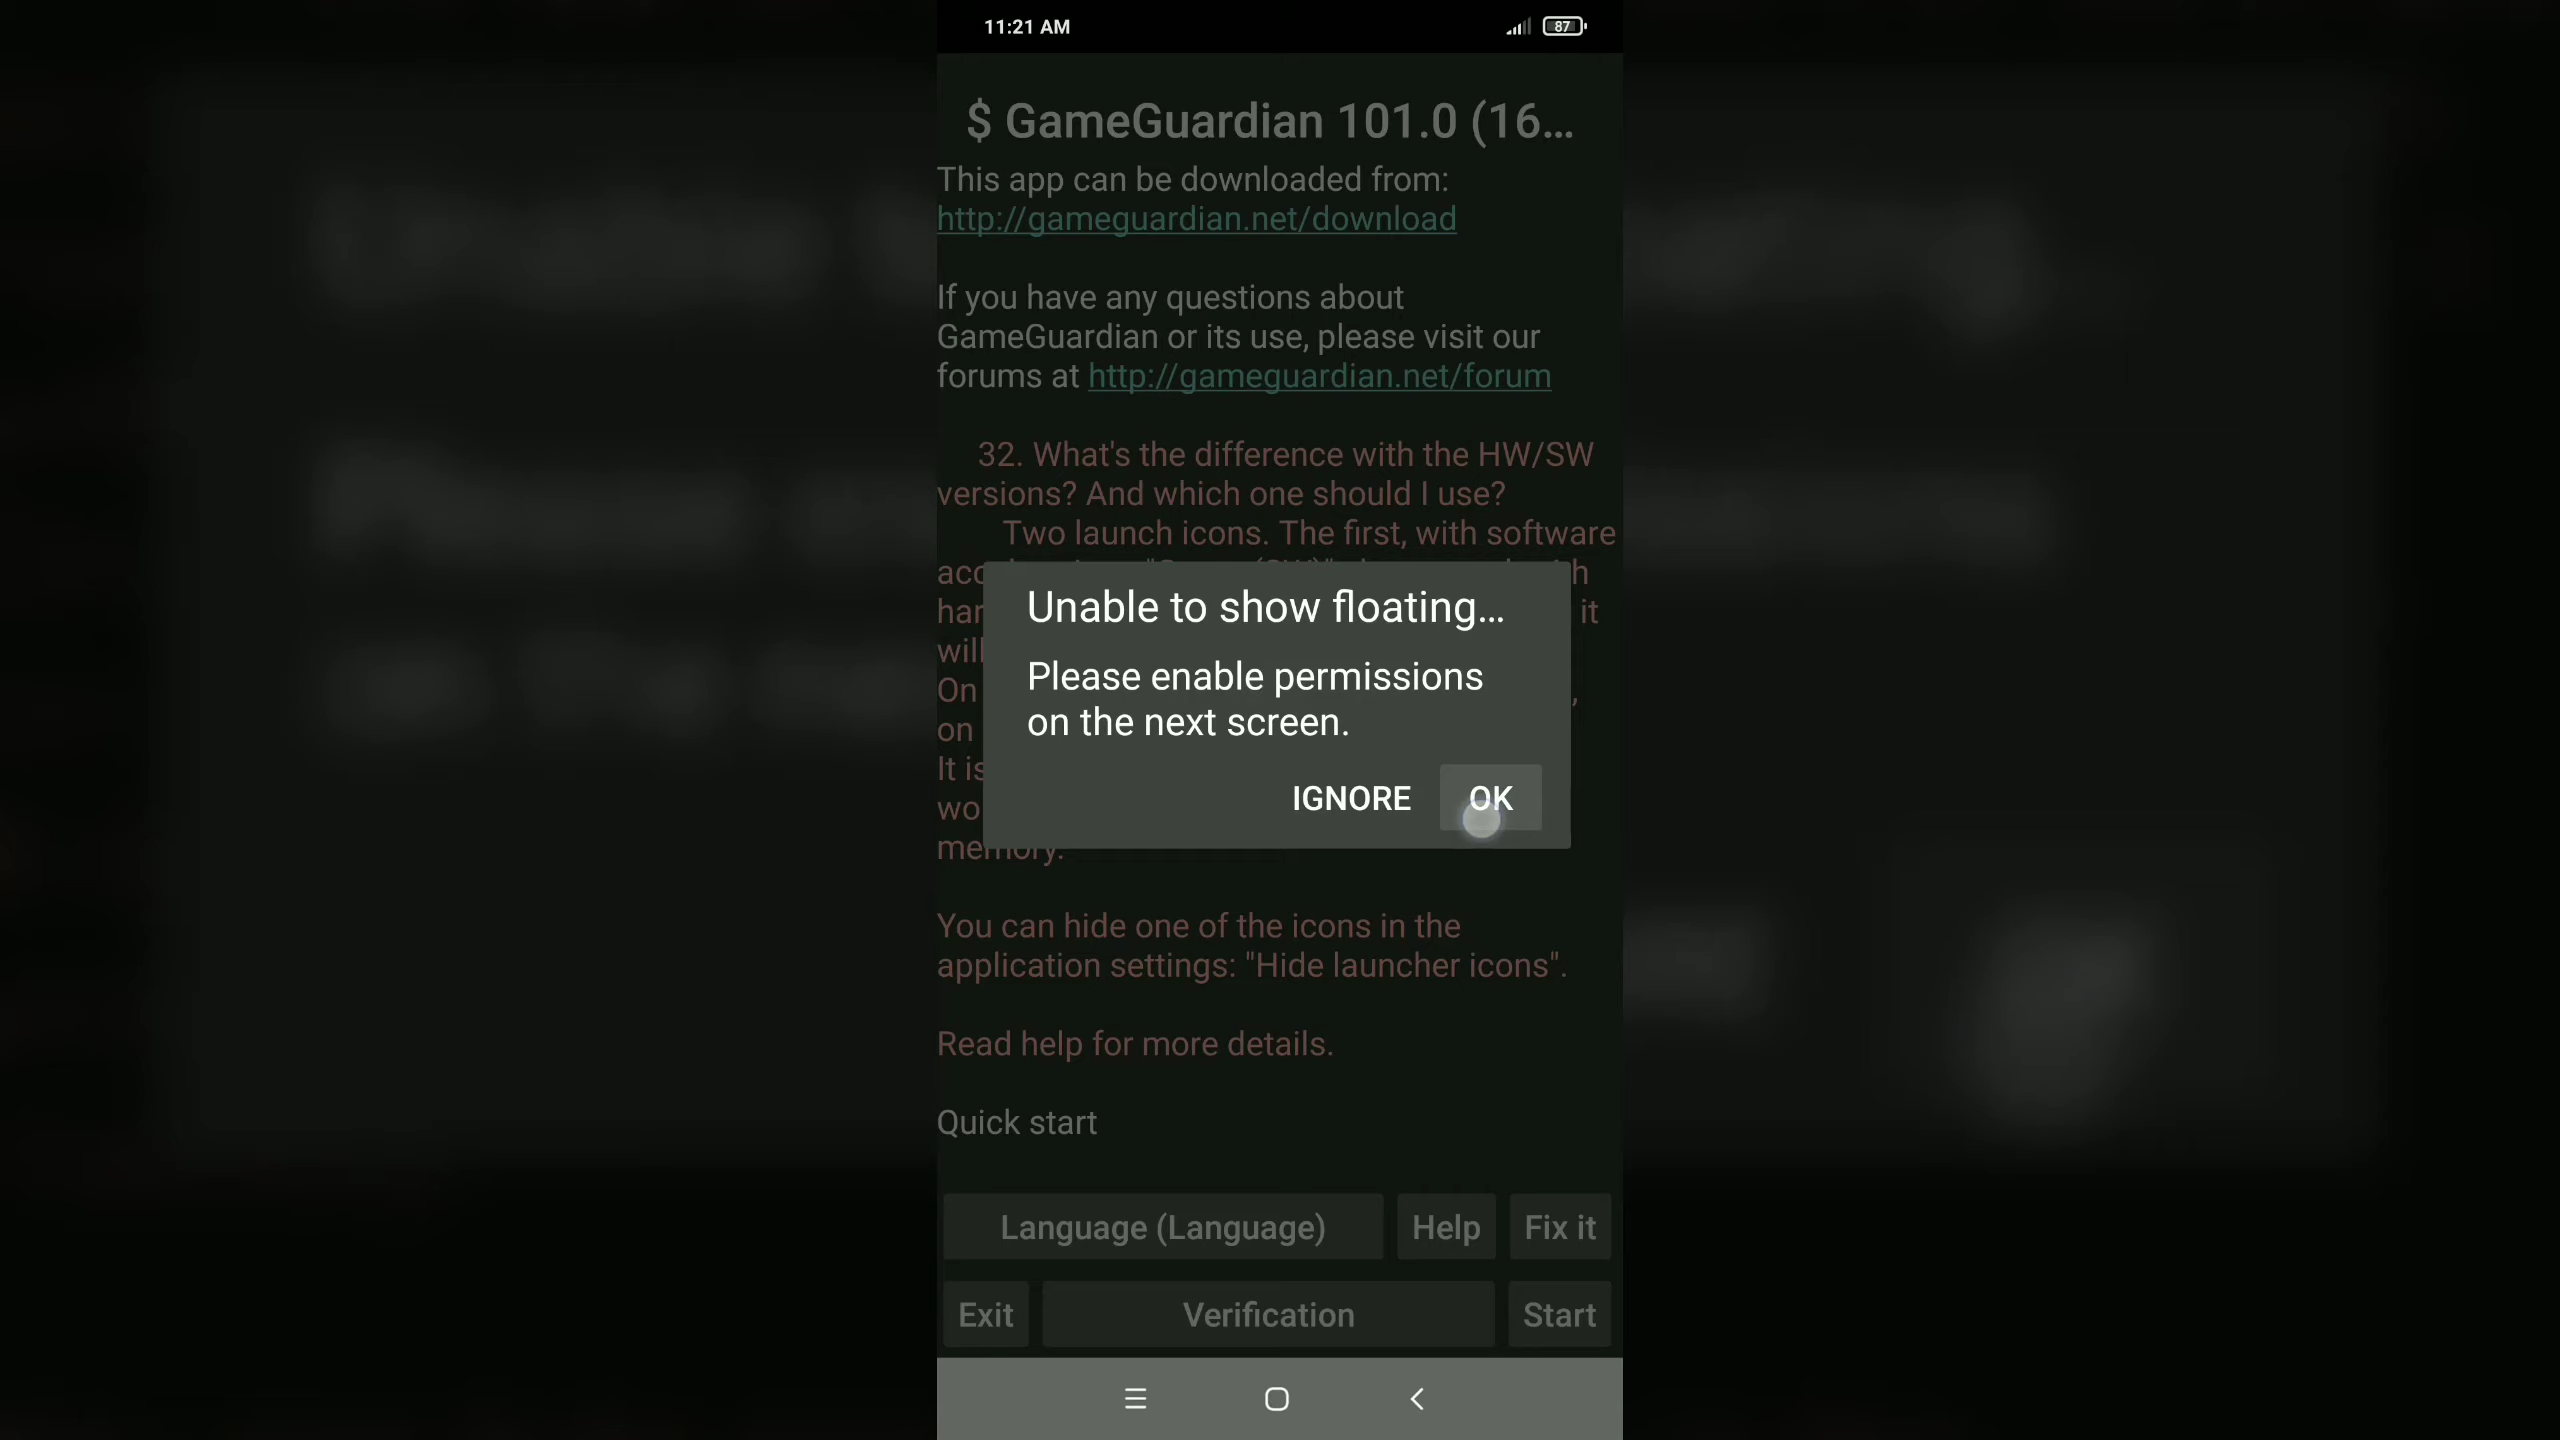 11:21 AM
87
$ GameGuardian 101.0 (16...
This app can be downloaded from:
http://gameguardian.net/download
If you have any questions about
GameGuardian or its use, please visit our
forums at http://gameguardian.net/forum
32. What's the difference with the HW/SW
versions? And which one should I use?
Two launch icons. The first, with software
it
will
On
on
Unable to show floating...
Please enable permissions
on the next screen.
IGNORE
OK
memory.
You can hide one of the icons in the
application settings: "Hide launcher icons".
Read help for more details.
Quick start
Language (Language)
Help
Fix it
Exit
Verification
Start